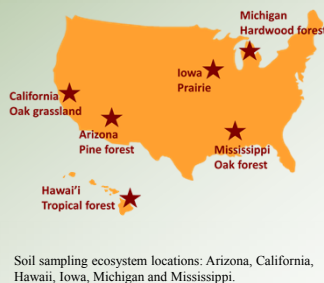 Michigan
Hardwood forest
Iowa
Prairie
California
Oak grassland
Arizona
Pine forest
Mississippi
Oak forest
Hawai'i
Tropical forest
Soil sampling ecosystem locations: Arizona, California,
Hawaii, Iowa, Michigan and Mississippi.